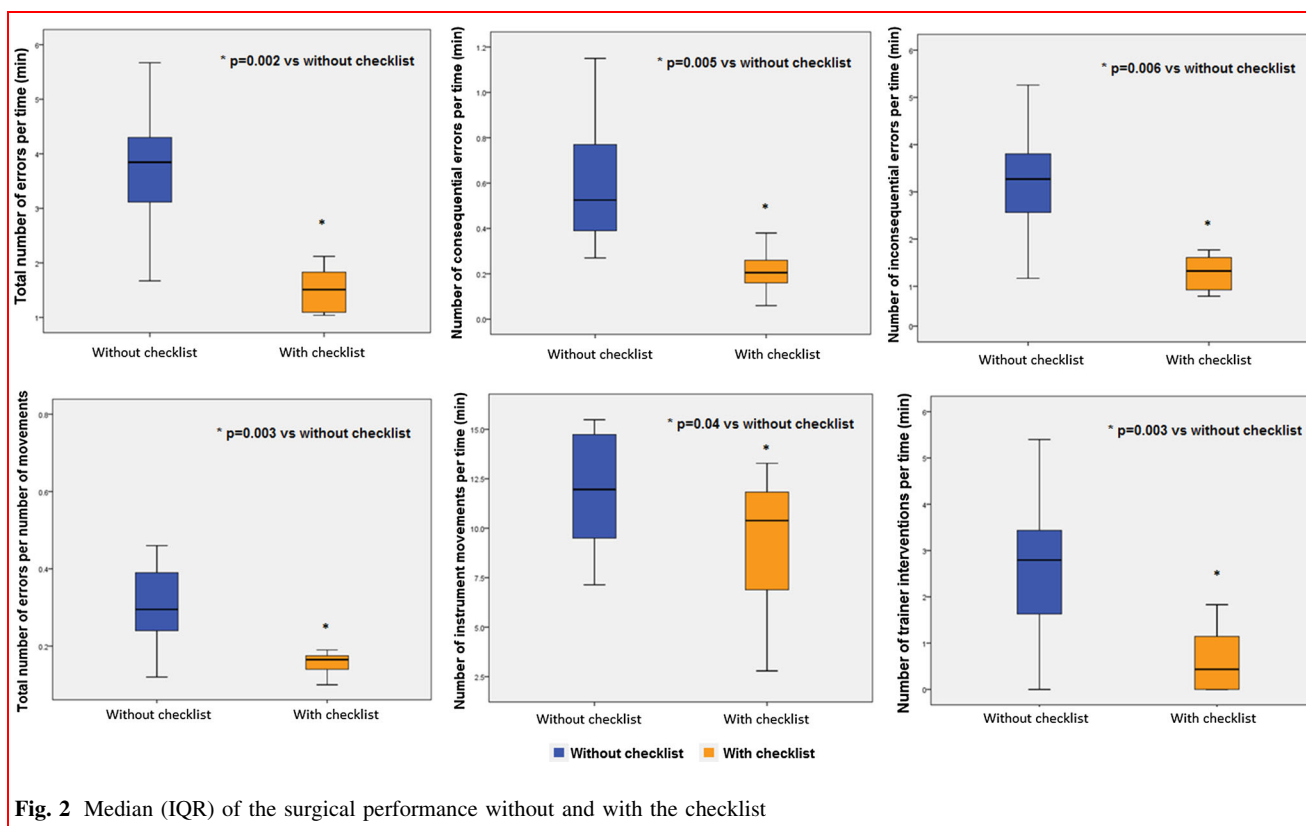 Total number of errors per time (min)
6
5
4
3
2
1
* p=0.002 vs without checklist
*
Without checklist
With checklist
Number of consequential errors per time (min)
1.2
1.0
0.8
0.6
0.4
0.2
0.0
* p=0.005 vs without checklist
*
Without checklist
With checklist
Number of inconsequential errors per time (min)
6
5
4
3
2
1
0
* p=0.006 vs without checklist
*
Without checklist
With checklist
Total number of errors per number of movements
0.8
0.6
0.4
0.2
* p=0.003 vs without checklist
*
Without checklist
With checklist
Number of instrument movements per time (min)
15.0
12.5
10.0
7.5
5.0
2.5
* p=0.04 vs without checklist
*
Without checklist
With checklist
Number of trainer interventions per time (min)
6
5
4
3
2
1
0
* p=0.003 vs without checklist
*
Without checklist
With checklist
Without checklist With checklist
Fig. 2 Median (IQR) of the surgical performance without and with the checklist